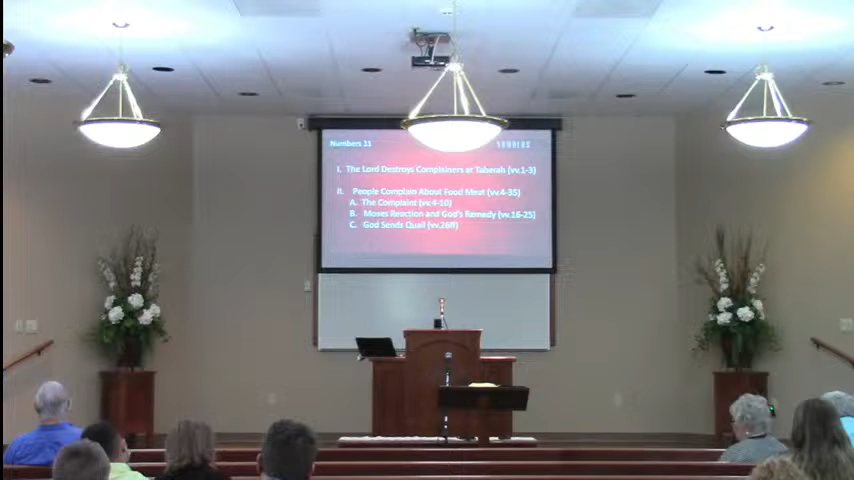 Numbers 11
NUMBERS
I. The Lord Destroys Complainers at Taberah (vv.1-3)
II. People Complain About Food Meat (vv.4-35)
A. The Complaint (vv.4-10)
B. Moses Reaction and God's Remedy (vv.16-25)
C. God Sends Quail (vv.26ff)